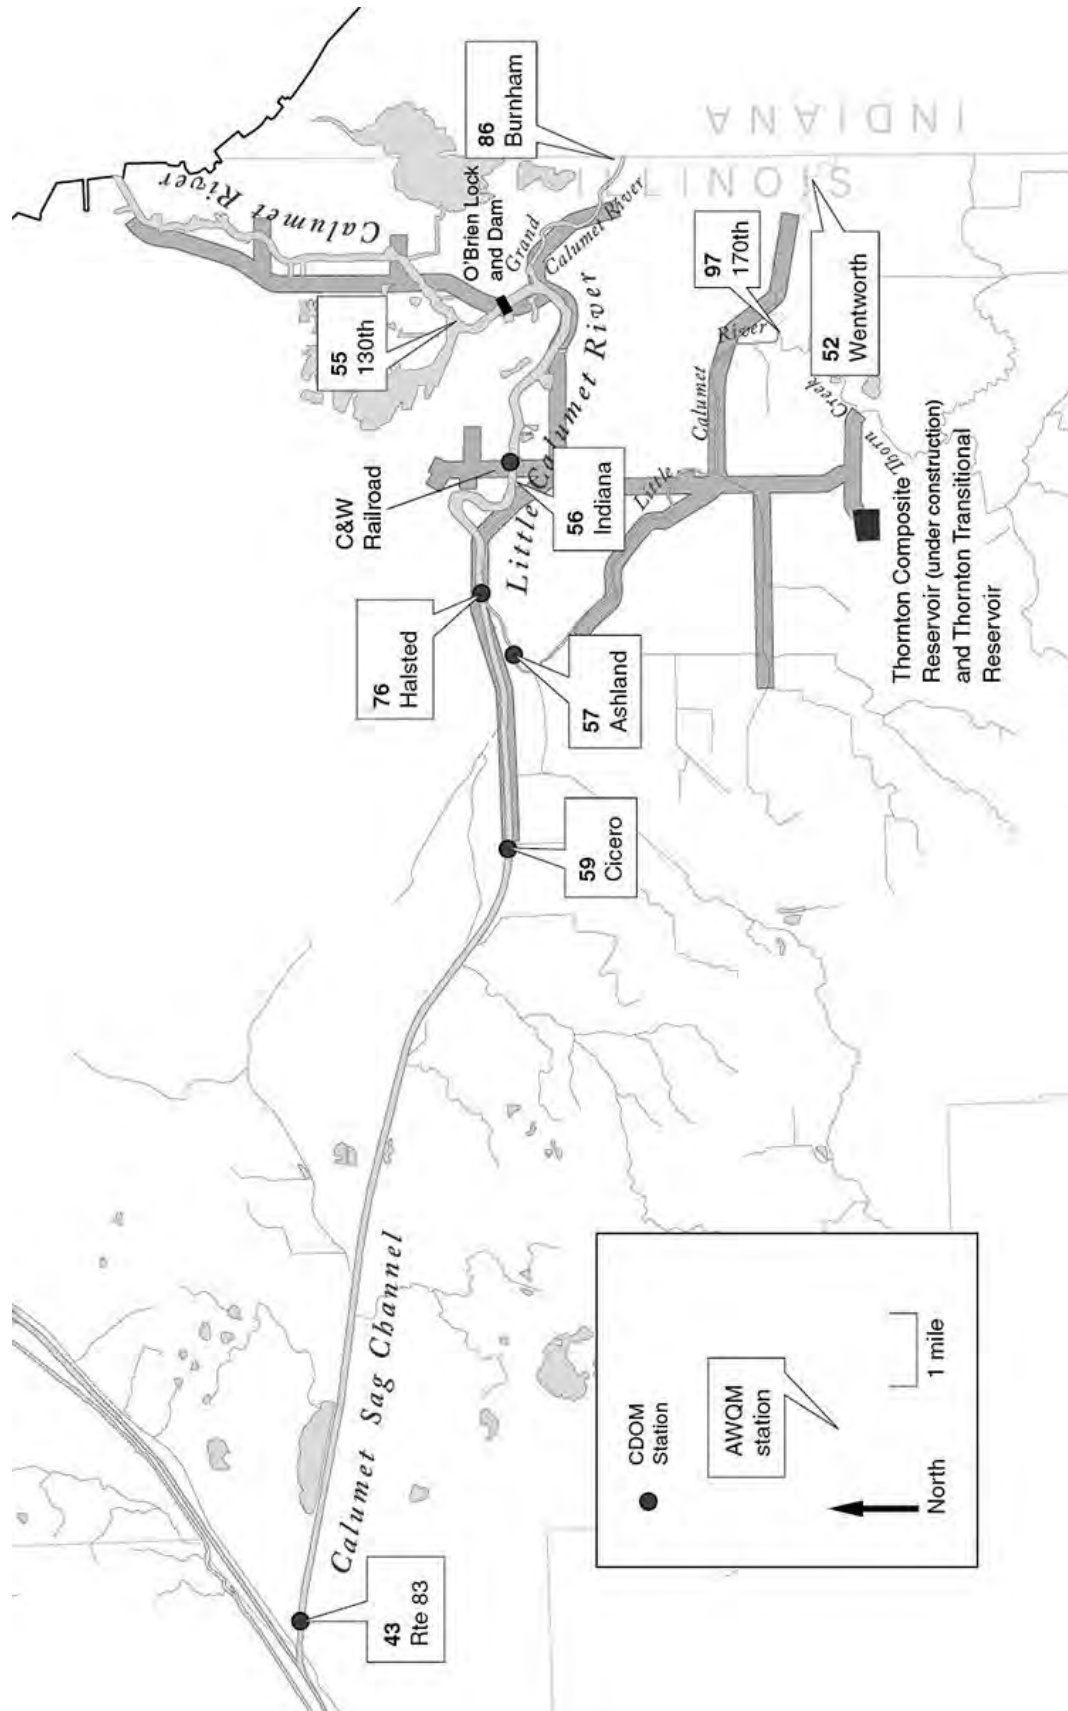 Calumet River
86
Burnham
INDIANA
ILLINOIS
O'Brien Lock
and Dam
Grand
Calumet River
55
130th
97
170th
52
Wentworth
C&W
Railroad
Little Calumet River
56
Indiana
Little
Calumet
River
Thorn
Creek
Thornton Composite
Reservoir (under construction)
and Thornton Transitional
Reservoir
76
Halsted
57
Ashland
59
Cicero
Calumet Sag Channel
43
Rte 83
CDOM
Station
AWQM
station
North
1 mile